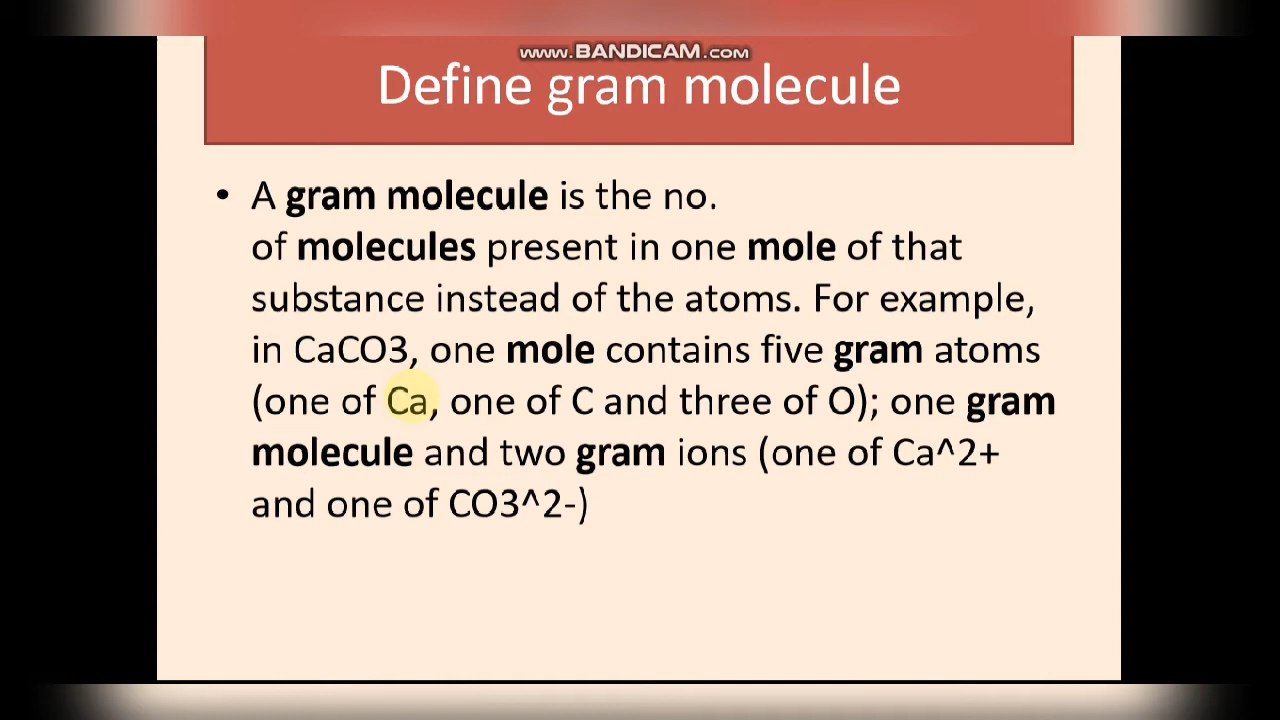 www.BANDICAM.com
Define gram molecule
• A gram molecule is the no.
of molecules present in one mole of that
substance instead of the atoms. For example,
in CaCO3, one mole contains five gram atoms
(one of Ca, one of C and three of O); one gram
molecule and two gram ions (one of Ca^2+
and one of CO3^2-)